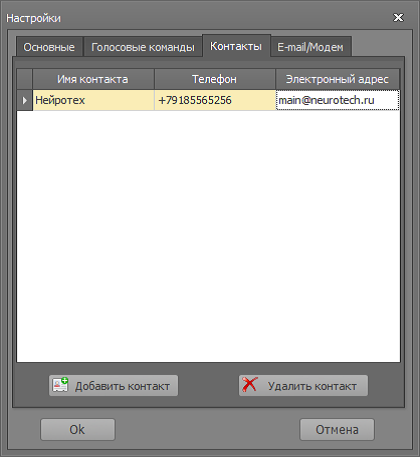 Настройки
Основные Голосовые команды Контакты E-mail/Модем
Имя контакта Телефон Электронный адрес
Нейротех +79185565256 main@neurotech.ru
Добавить контакт Удалить контакт
Ok Отмена